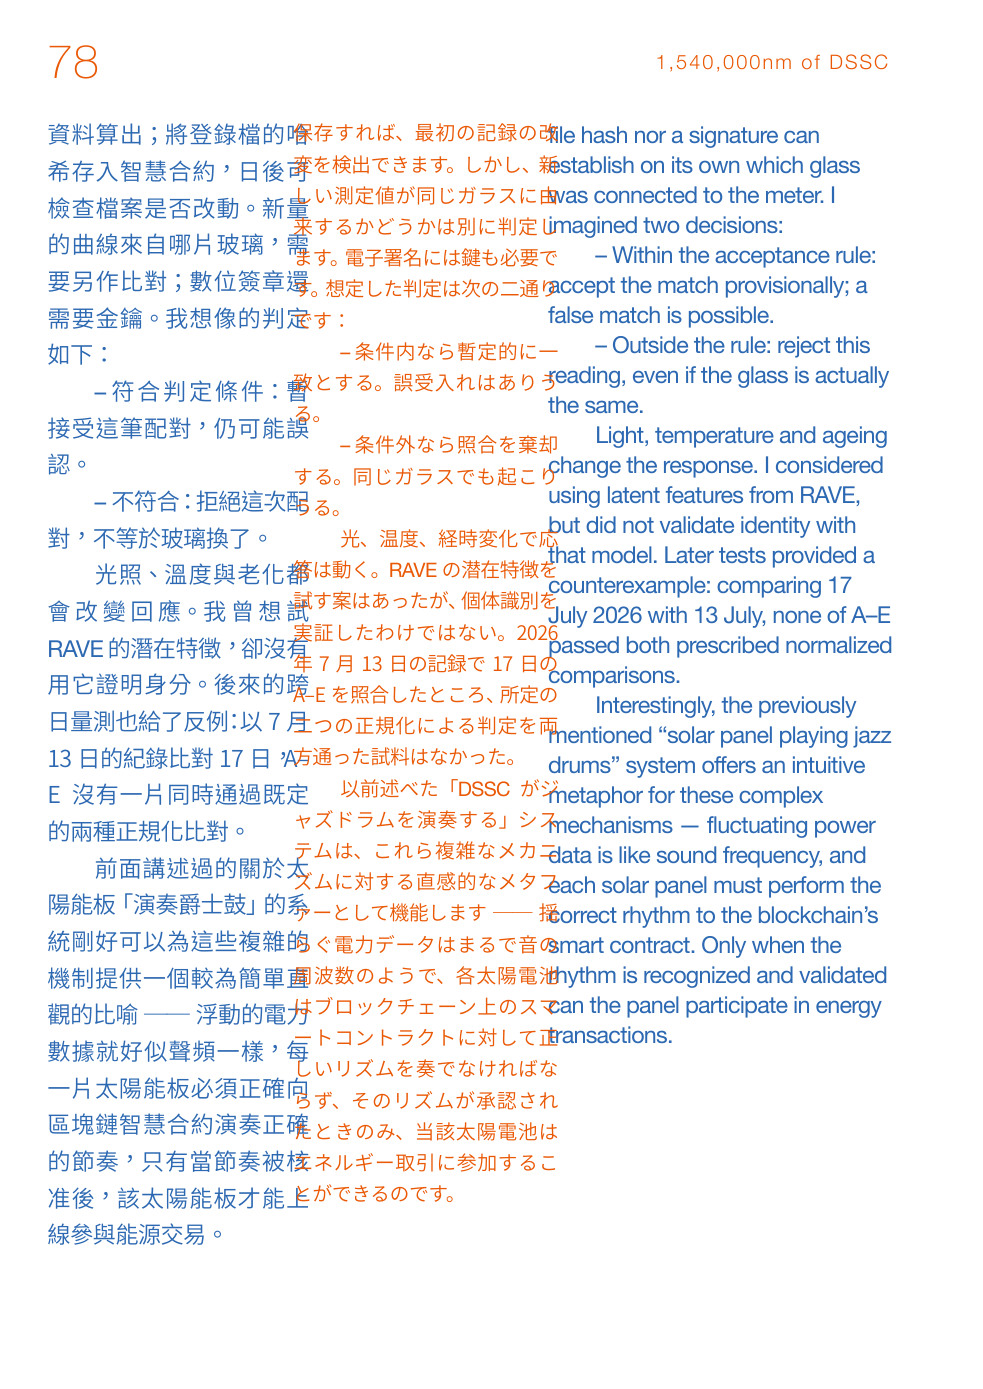 78
1,540,000nm of DSSC
資料算出；將登錄檔的哈
希存入智慧合約，日後可
檢查檔案是否改動。新量
的曲線來自哪片玻璃，需
要另作比對；數位簽章還
需要金鑰。我想像的判定
如下：
– 符合判定條件：暫
接受這筆配對，仍可能誤
認。
– 不符合：拒絕這次配
對，不等於玻璃換了。
光照、溫度與老化都
會改變回應。我曾想試
RAVE 的潛在特徵，卻沒有
用它證明身分。後來的跨
日量測也給了反例：以 7 月
13 日的紀錄比對 17 日，A–
E 沒有一片同時通過既定
的兩種正規化比對。
前面講述過的關於太
陽能板「演奏爵士鼓」的系
統剛好可以為這些複雜的
機制提供一個較為簡單直
觀的比喻 —— 浮動的電力
數據就好似聲頻一樣，每
一片太陽能板必須正確向
區塊鏈智慧合約演奏正確
的節奏，只有當節奏被核
准後，該太陽能板才能上
線參與能源交易。
保存すれば、最初の記録の改
変を検出できます。しかし、新
しい測定値が同じガラスに由
来するかどうかは別に判定し
ます。電子署名には鍵も必要で
す。想定した判定は次の二通り
です：
– 条件内なら暫定的に一
致とする。誤受入れはありう
る。
– 条件外なら照合を棄却
する。同じガラスでも起こり
うる。
光、温度、経時変化で応
答は動く。RAVE の潜在特徴を
試す案はあったが、個体識別を
実証したわけではない。2026
年 7 月 13 日の記録で 17 日の
A–E を照合したところ、所定の
二つの正規化による判定を両
方通った試料はなかった。
以前述べた「DSSC がジ
ャズドラムを演奏する」シス
テムは、これら複雑なメカニ
ズムに対する直感的なメタフ
ァーとして機能します —— 揺
らぐ電力データはまるで音の
周波数のようで、各太陽電池
はブロックチェーン上のスマ
ートコントラクトに対して正
しいリズムを奏でなければな
らず、そのリズムが承認され
たときのみ、当該太陽電池は
エネルギー取引に参加するこ
とができるのです。
file hash nor a signature can
establish on its own which glass
was connected to the meter. I
imagined two decisions:
– Within the acceptance rule:
accept the match provisionally; a
false match is possible.
– Outside the rule: reject this
reading, even if the glass is actually
the same.
Light, temperature and ageing
change the response. I considered
using latent features from RAVE,
but did not validate identity with
that model. Later tests provided a
counterexample: comparing 17
July 2026 with 13 July, none of A–E
passed both prescribed normalized
comparisons.
Interestingly, the previously
mentioned “solar panel playing jazz
drums” system offers an intuitive
metaphor for these complex
mechanisms — fluctuating power
data is like sound frequency, and
each solar panel must perform the
correct rhythm to the blockchain’s
smart contract. Only when the
rhythm is recognized and validated
can the panel participate in energy
transactions.